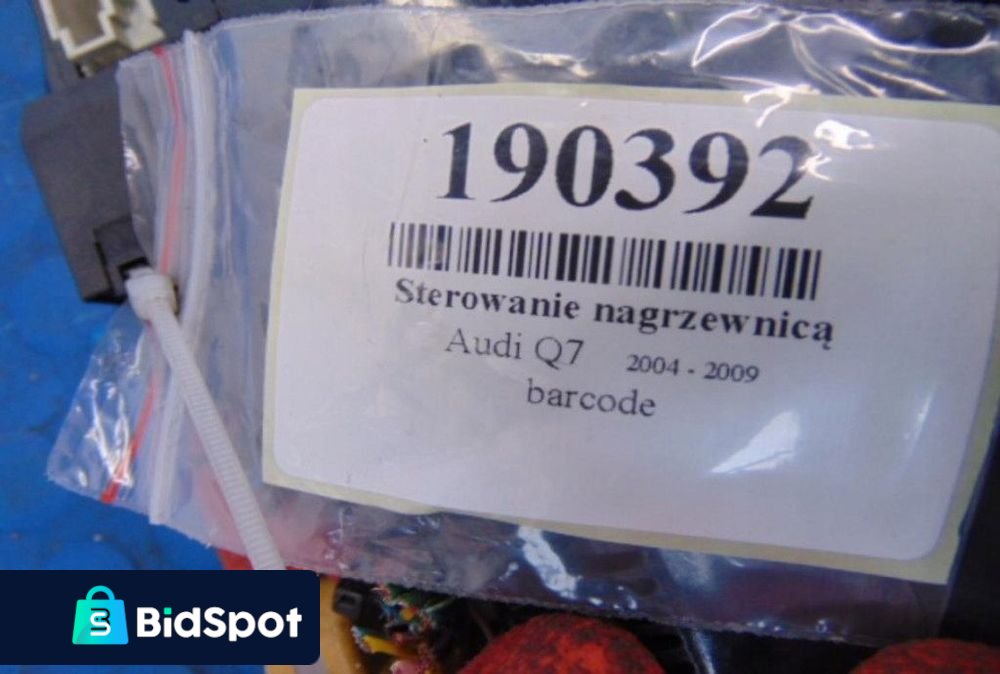 190392
Sterowanie nagrzewnicą
Audi Q7 2004 - 2009
barcode
BidSpot